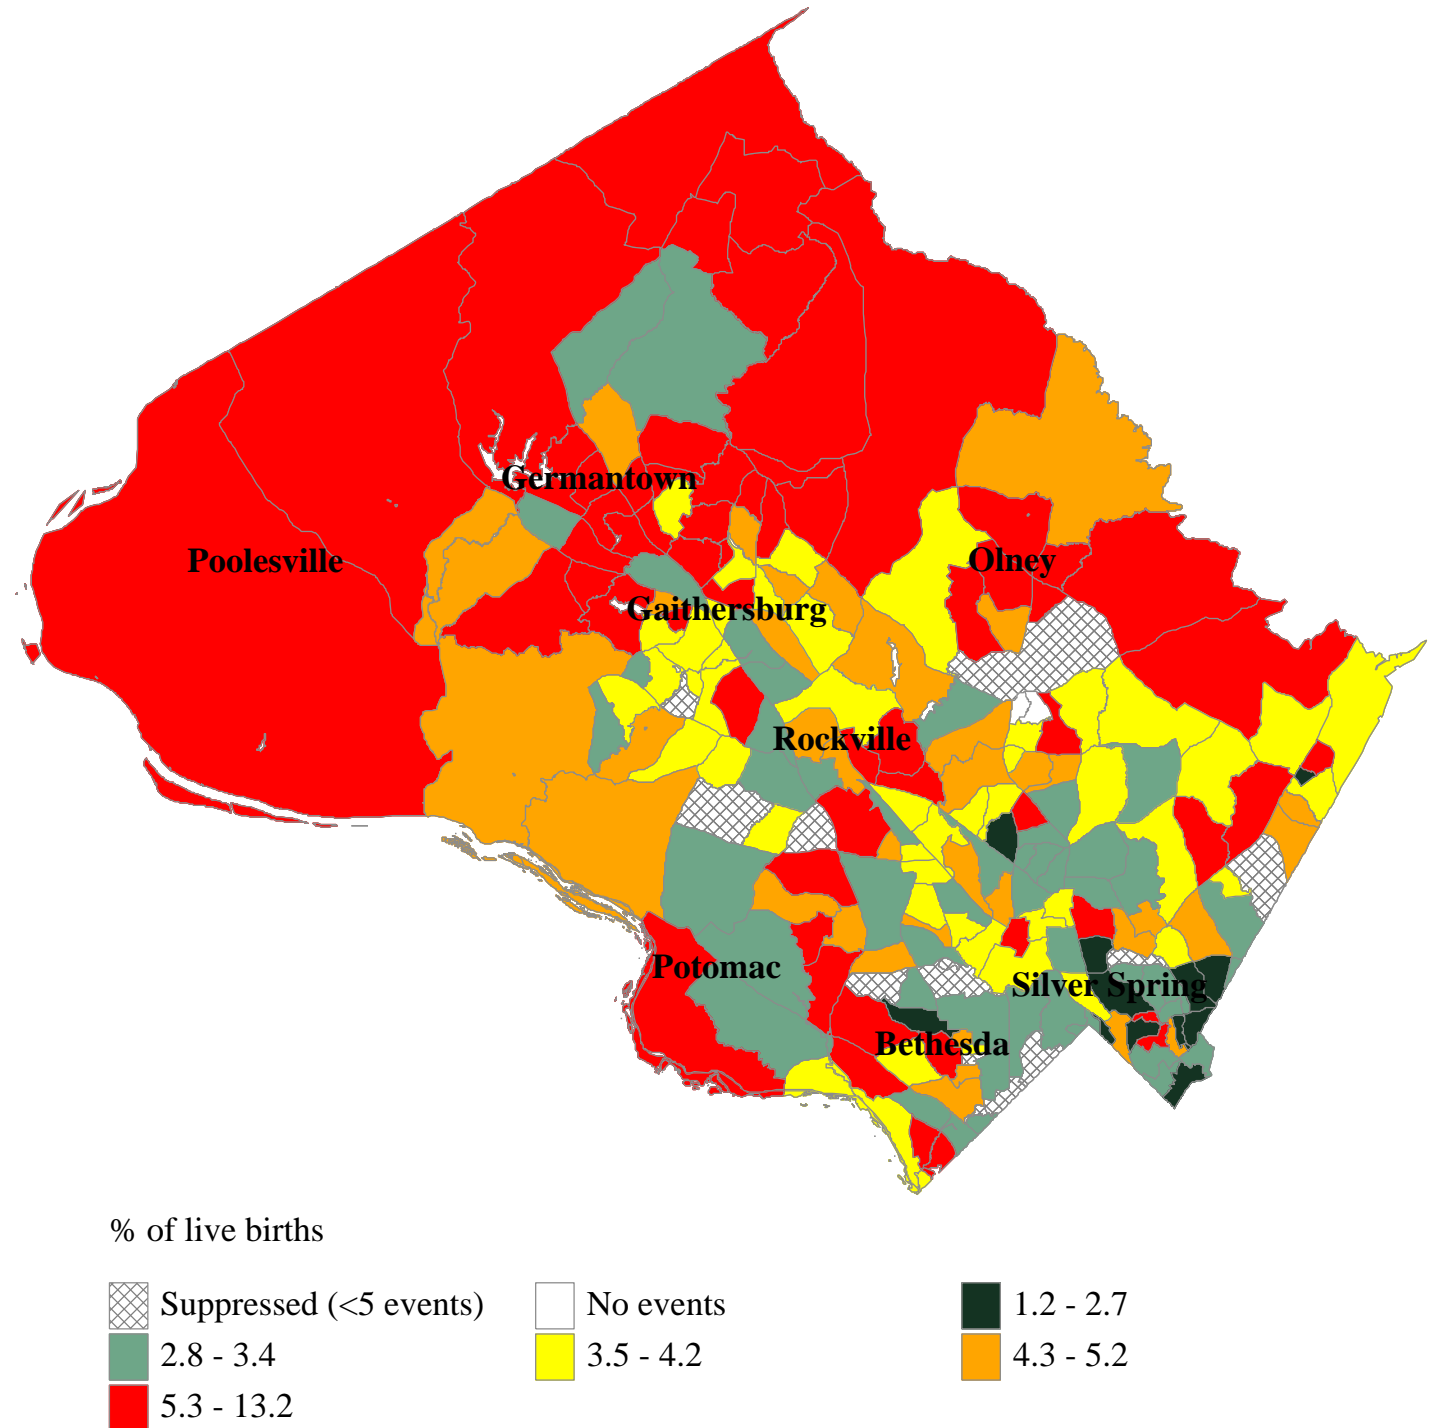 Germantown
Poolesville
Olney
Gaithersburg
Rockville
Potomac
Silver Spring
Bethesda
% of live births
Suppressed (<5 events)
No events
1.2 - 2.7
2.8 - 3.4
3.5 - 4.2
4.3 - 5.2
5.3 - 13.2